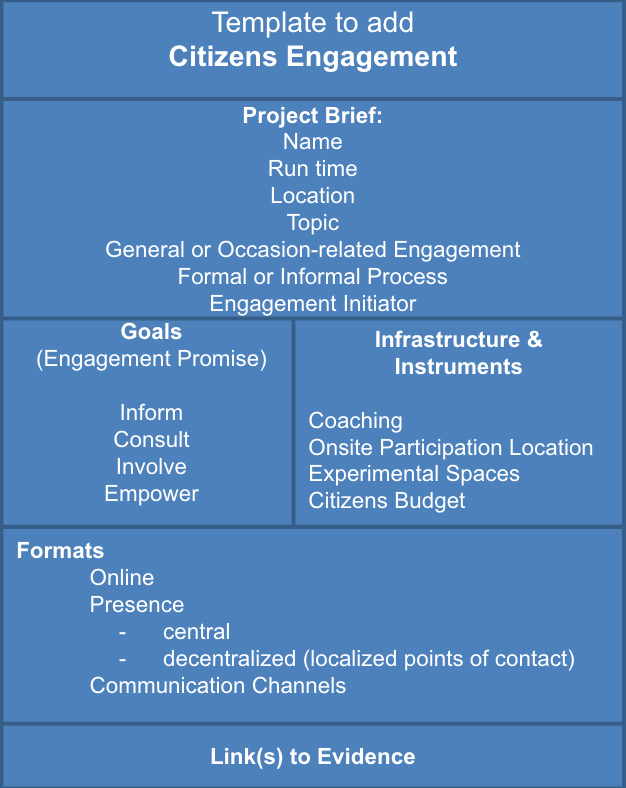 Template to add
Citizens Engagement
Project Brief:
Name
Run time
Location
Topic
General or Occasion-related Engagement
Formal or Informal Process
Engagement Initiator
Goals
(Engagement Promise)
Inform
Consult
Involve
Empower
Infrastructure &
Instruments
Coaching
Onsite Participation Location
Experimental Spaces
Citizens Budget
Formats
Online
Presence
- central
- decentralized (localized points of contact)
Communication Channels
Link(s) to Evidence